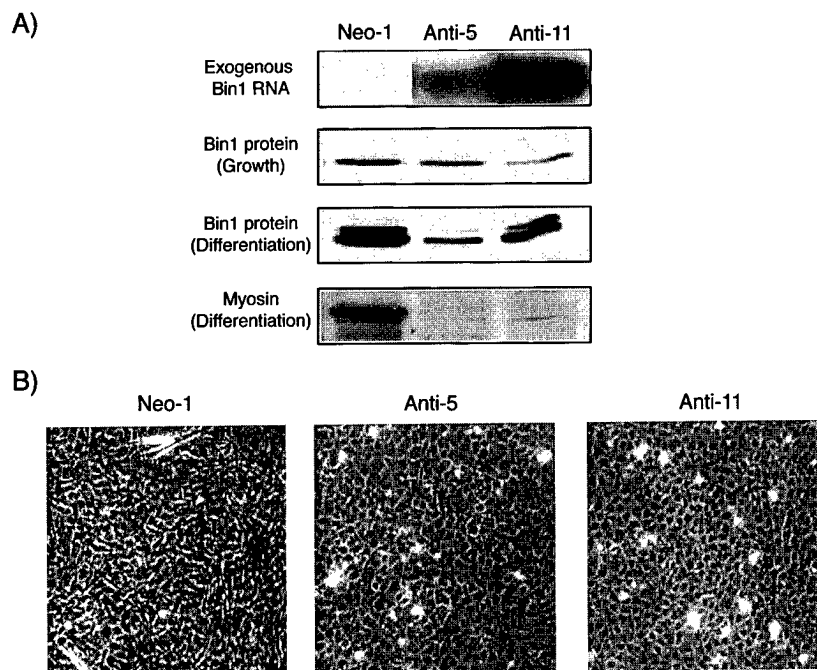 A)
Neo-1 Anti-5 Anti-11
Exogenous
Bin1 RNA
Bin1 protein
(Growth)
Bin1 protein
(Differentiation)
Myosin
(Differentiation)
B)
Neo-1 Anti-5 Anti-11